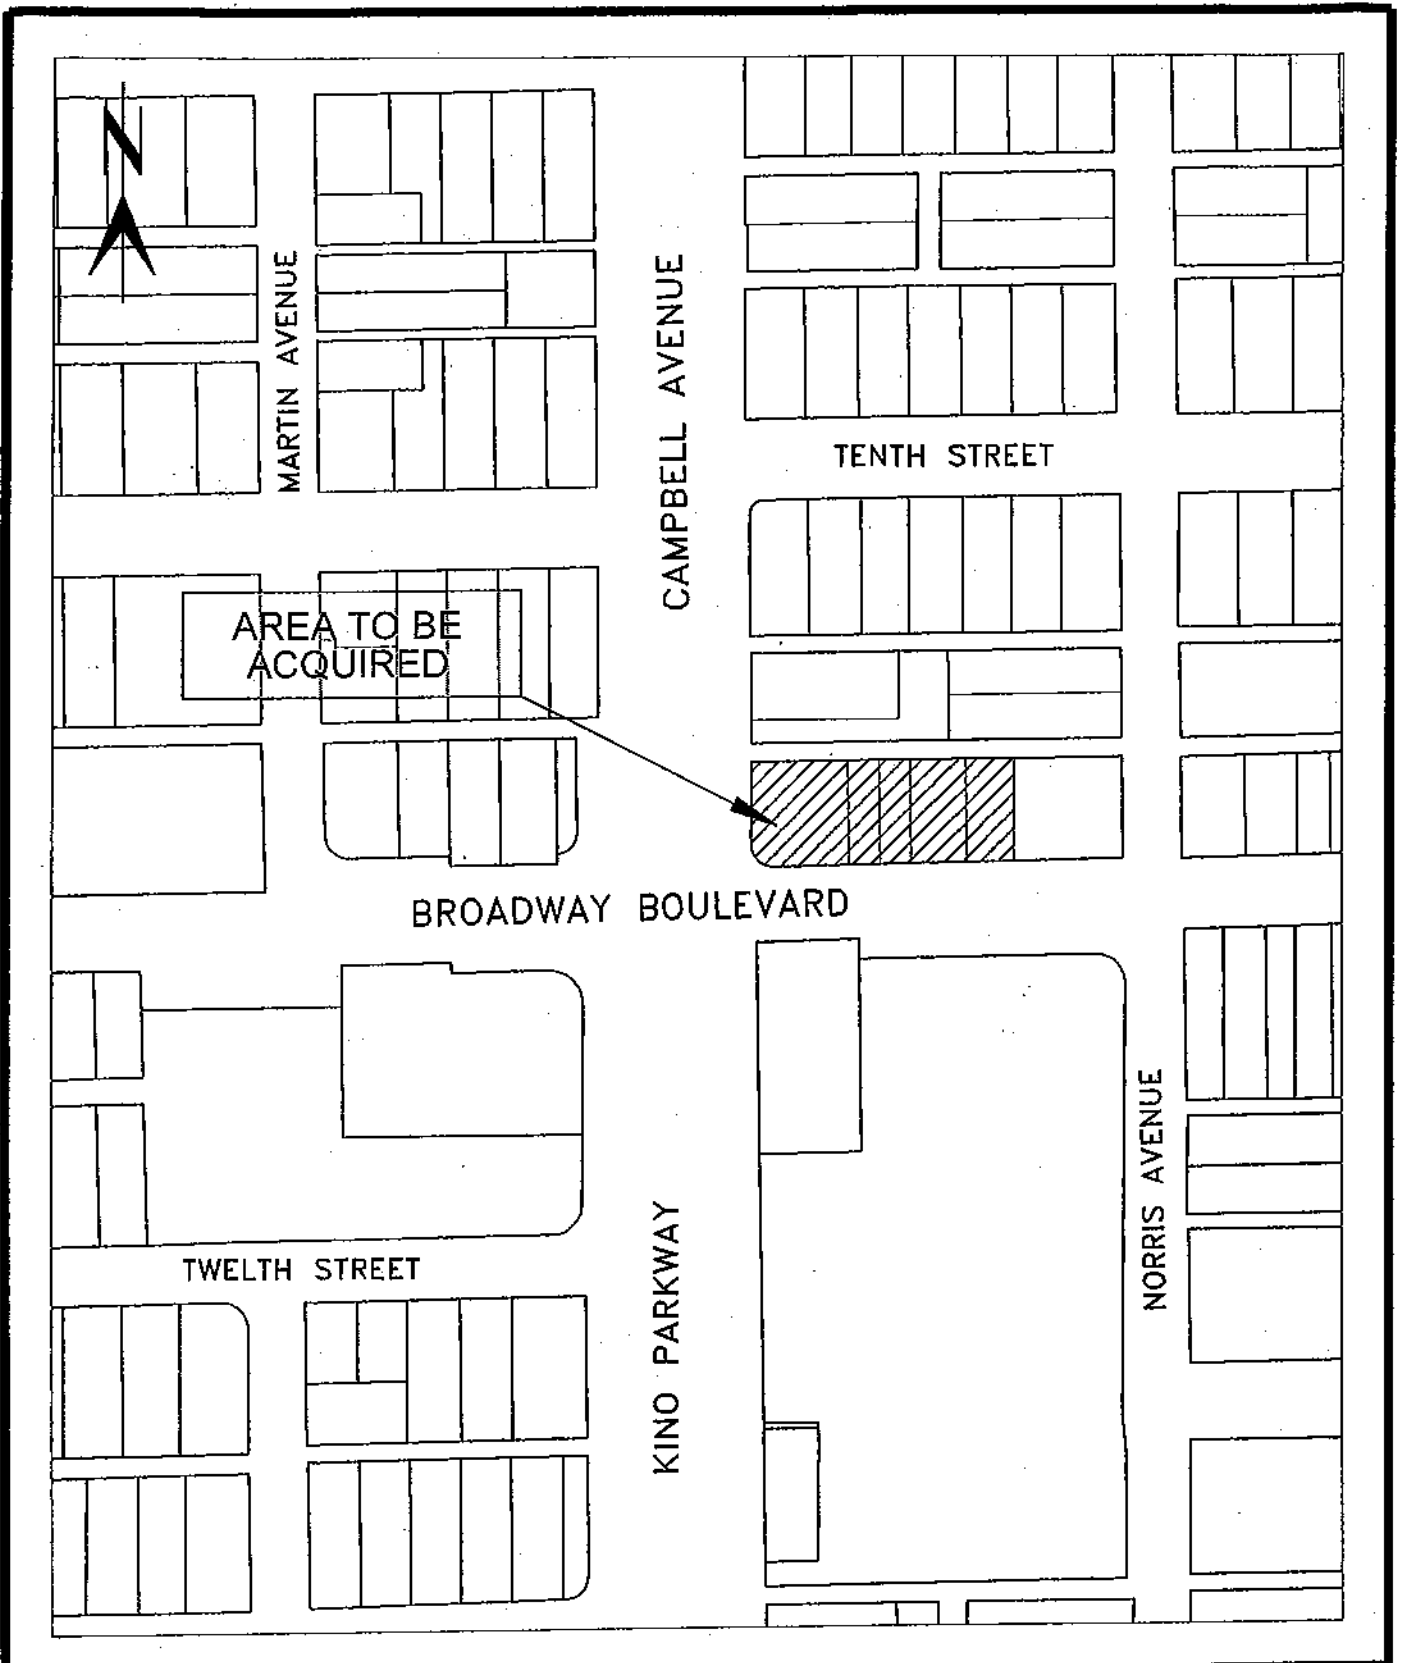 N
MARTIN AVENUE
CAMPBELL AVENUE
TENTH STREET
AREA TO BE
ACQUIRED
BROADWAY BOULEVARD
NORRIS AVENUE
KINO PARKWAY
TWELTH STREET